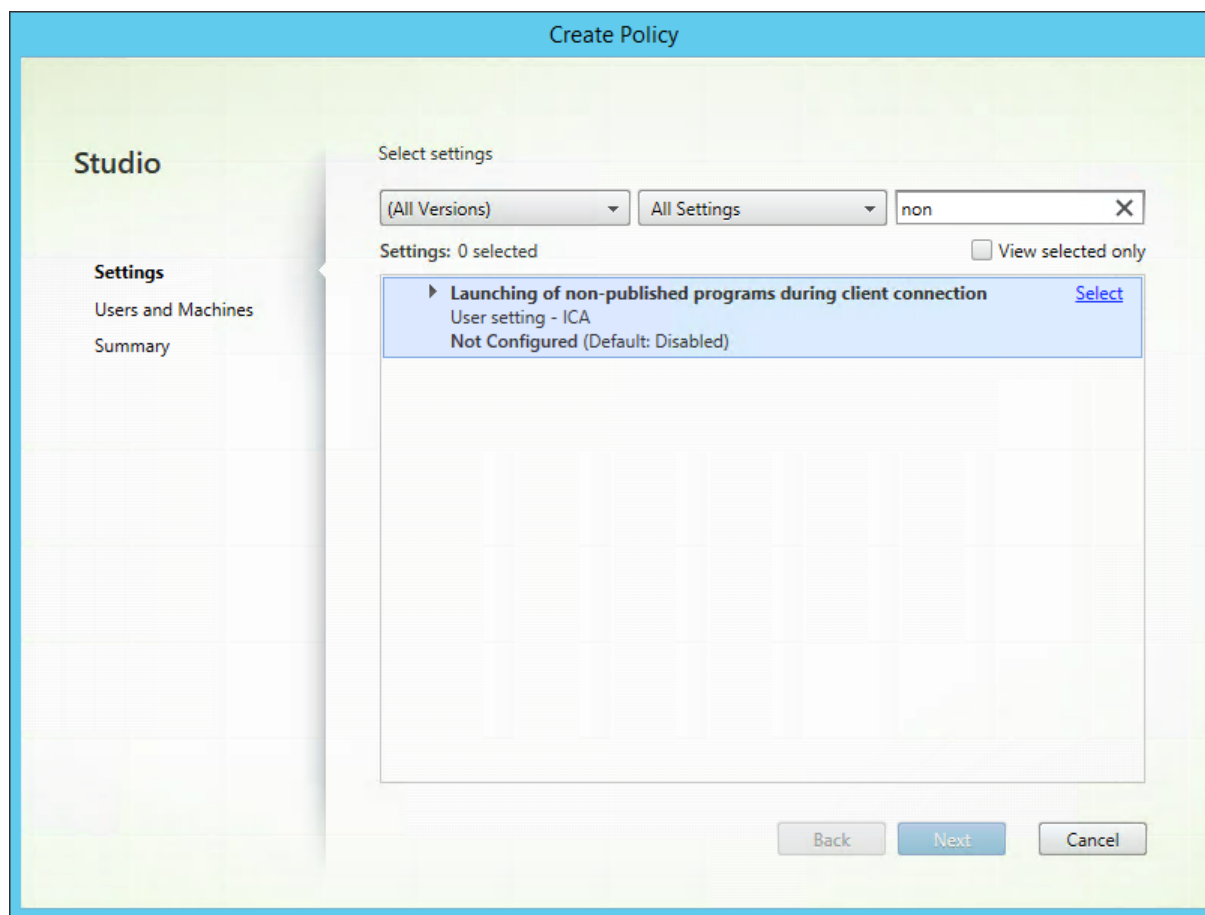 Create Policy
Studio
Select settings
(All Versions) All Settings non
Settings: 0 selected View selected only
Settings
Users and Machines
Summary
Launching of non-published programs during client connection Select
User setting - ICA
Not Configured (Default: Disabled)
Back Next Cancel